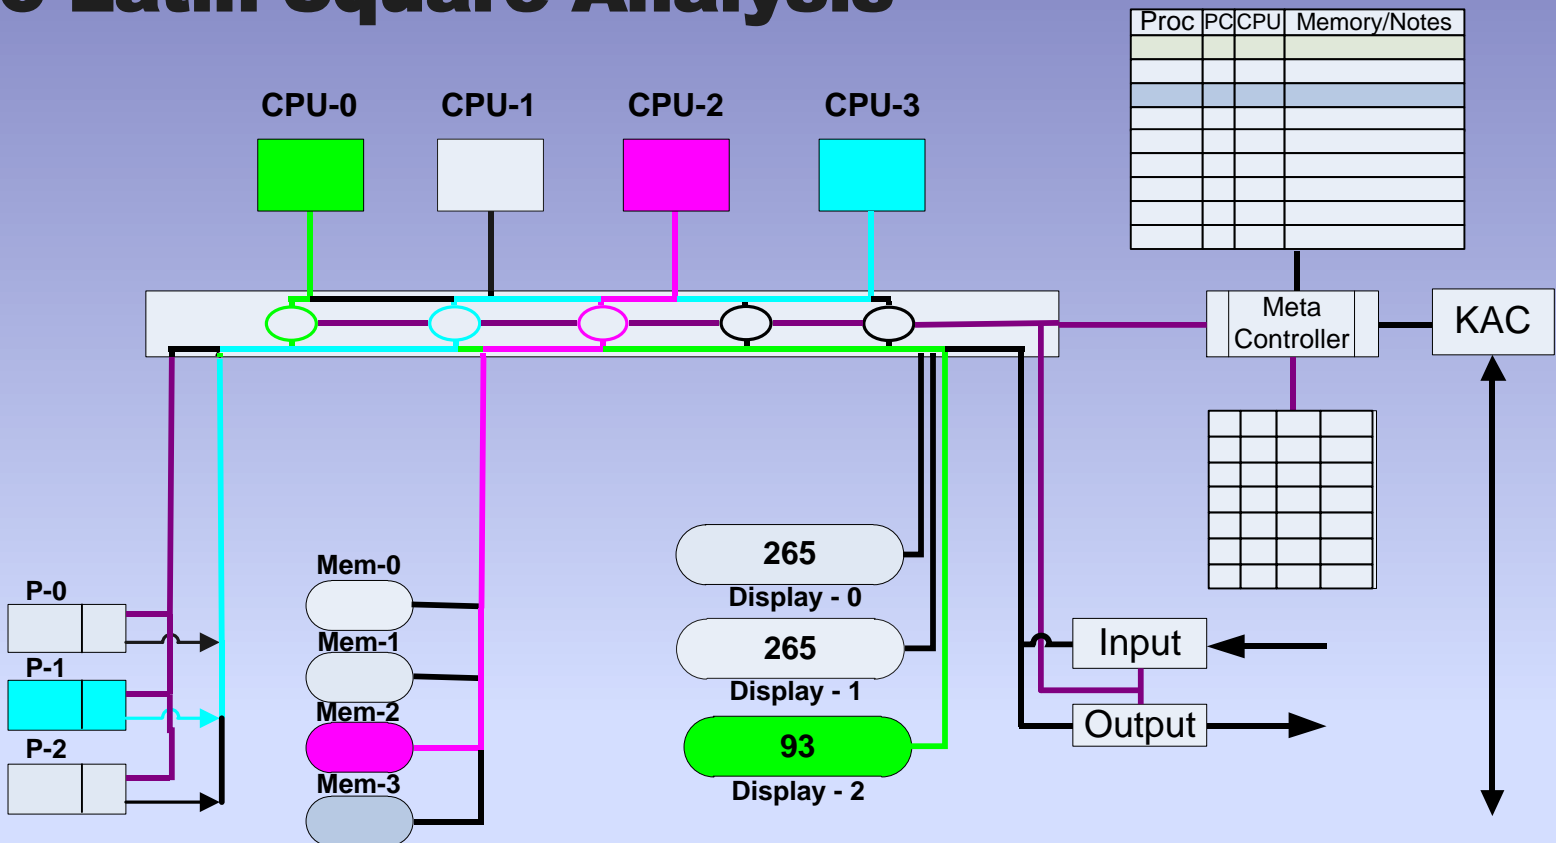 Latin Square Analysis
Proc PC CPU Memory/Notes
CPU-0 CPU-1 CPU-2 CPU-3
Meta
Controller
KAC
265
Display - 0
265
Display - 1
93
Display - 2
Mem-0
Mem-1
Mem-2
Mem-3
P-0
P-1
P-2
Input
Output